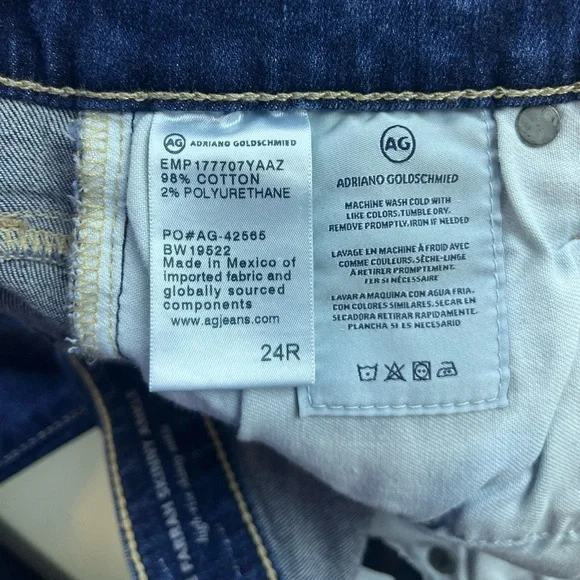 AG ADRIANO GOLDSCHMIED
EMP177707YAAZ
98% COTTON
2% POLYURETHANE
PO#AG-42565
BW19522
Made in Mexico of
imported fabric and
globally sourced
components
www.agjeans.com
24R
AG
ADRIANO GOLDSCHMIED
MACHINE WASH COLD WITH
LIKE COLORS. TUMBLE DRY.
REMOVE PROMPTLY. IRON IF NEEDED
LAVAGE EN MACHINE À FROID AVEC
COMME COULEURS. SÈCHE-LINGE
À RETIRER PROMPTEMENT
FER SI NÉCESSAIRE
LAVAR A MAQUINA CON AGUA FRIA.
CON COLORES SIMILARES. SECAR EN
SECADORA RETIRAR RAPIDAMENTE.
PLANCHA SI ES NECESARIO
FARRAH SKINNY ANKLE